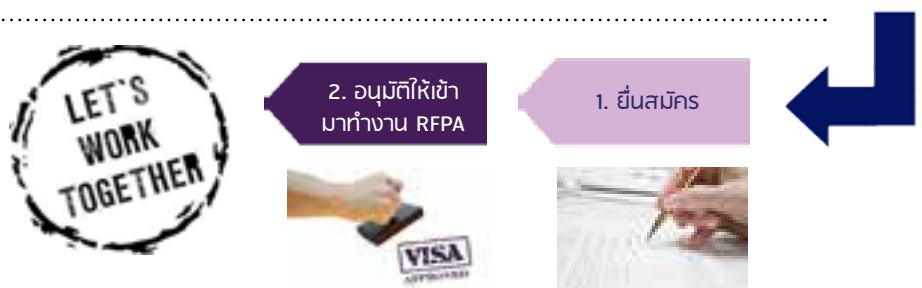 1. ยื่นสมัคร
2. อนุมัติให้เข้า
มาทำงาน RFPA
LET'S
WORK
TOGETHER
VISA
APPROVED